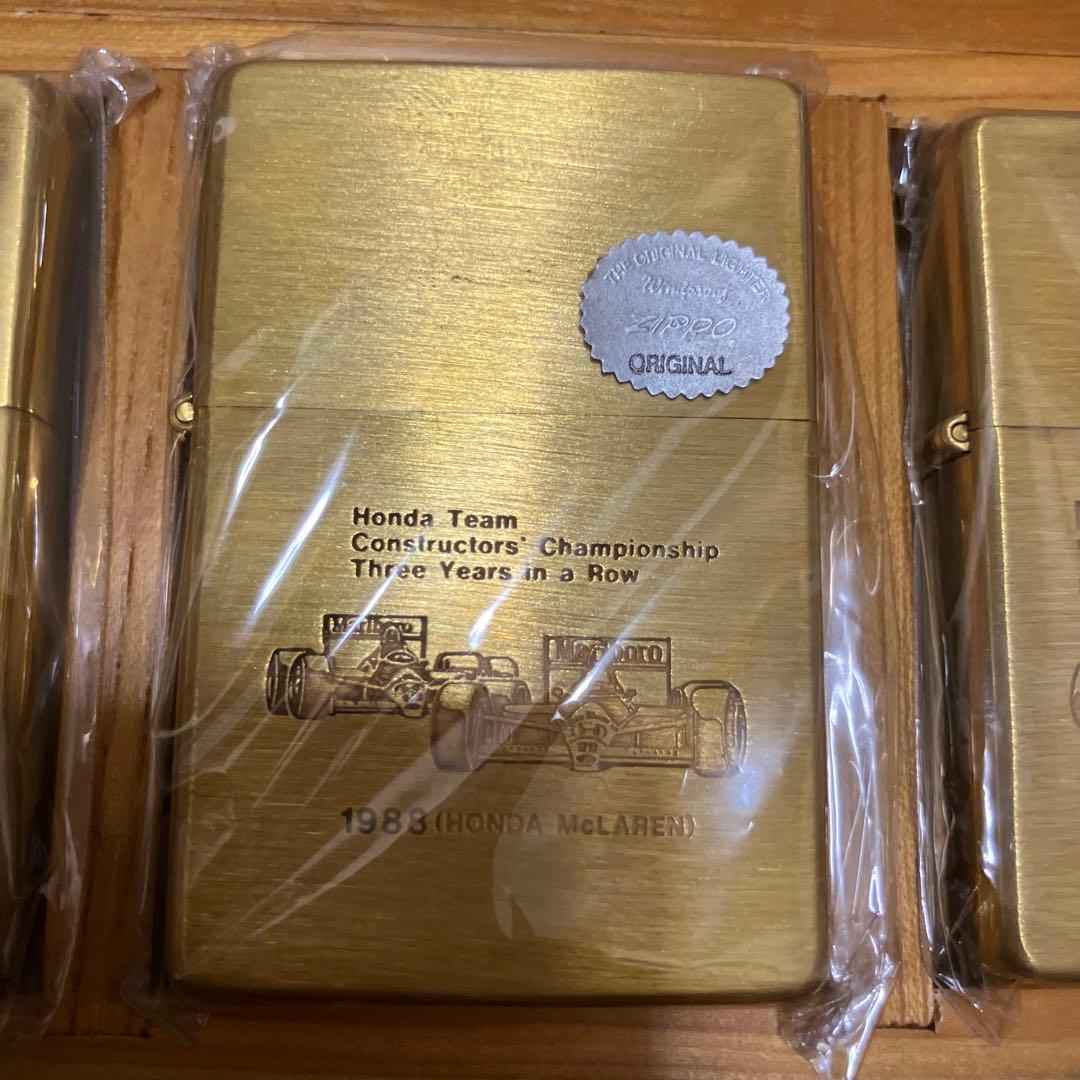 THE ORIGINAL LIGHTER
Windproof
ZIPPO
ORIGINAL
Honda Team
Constructors' Championship
Three Years in a Row
Marlboro
Marlboro
1988 (HONDA McLAREN)